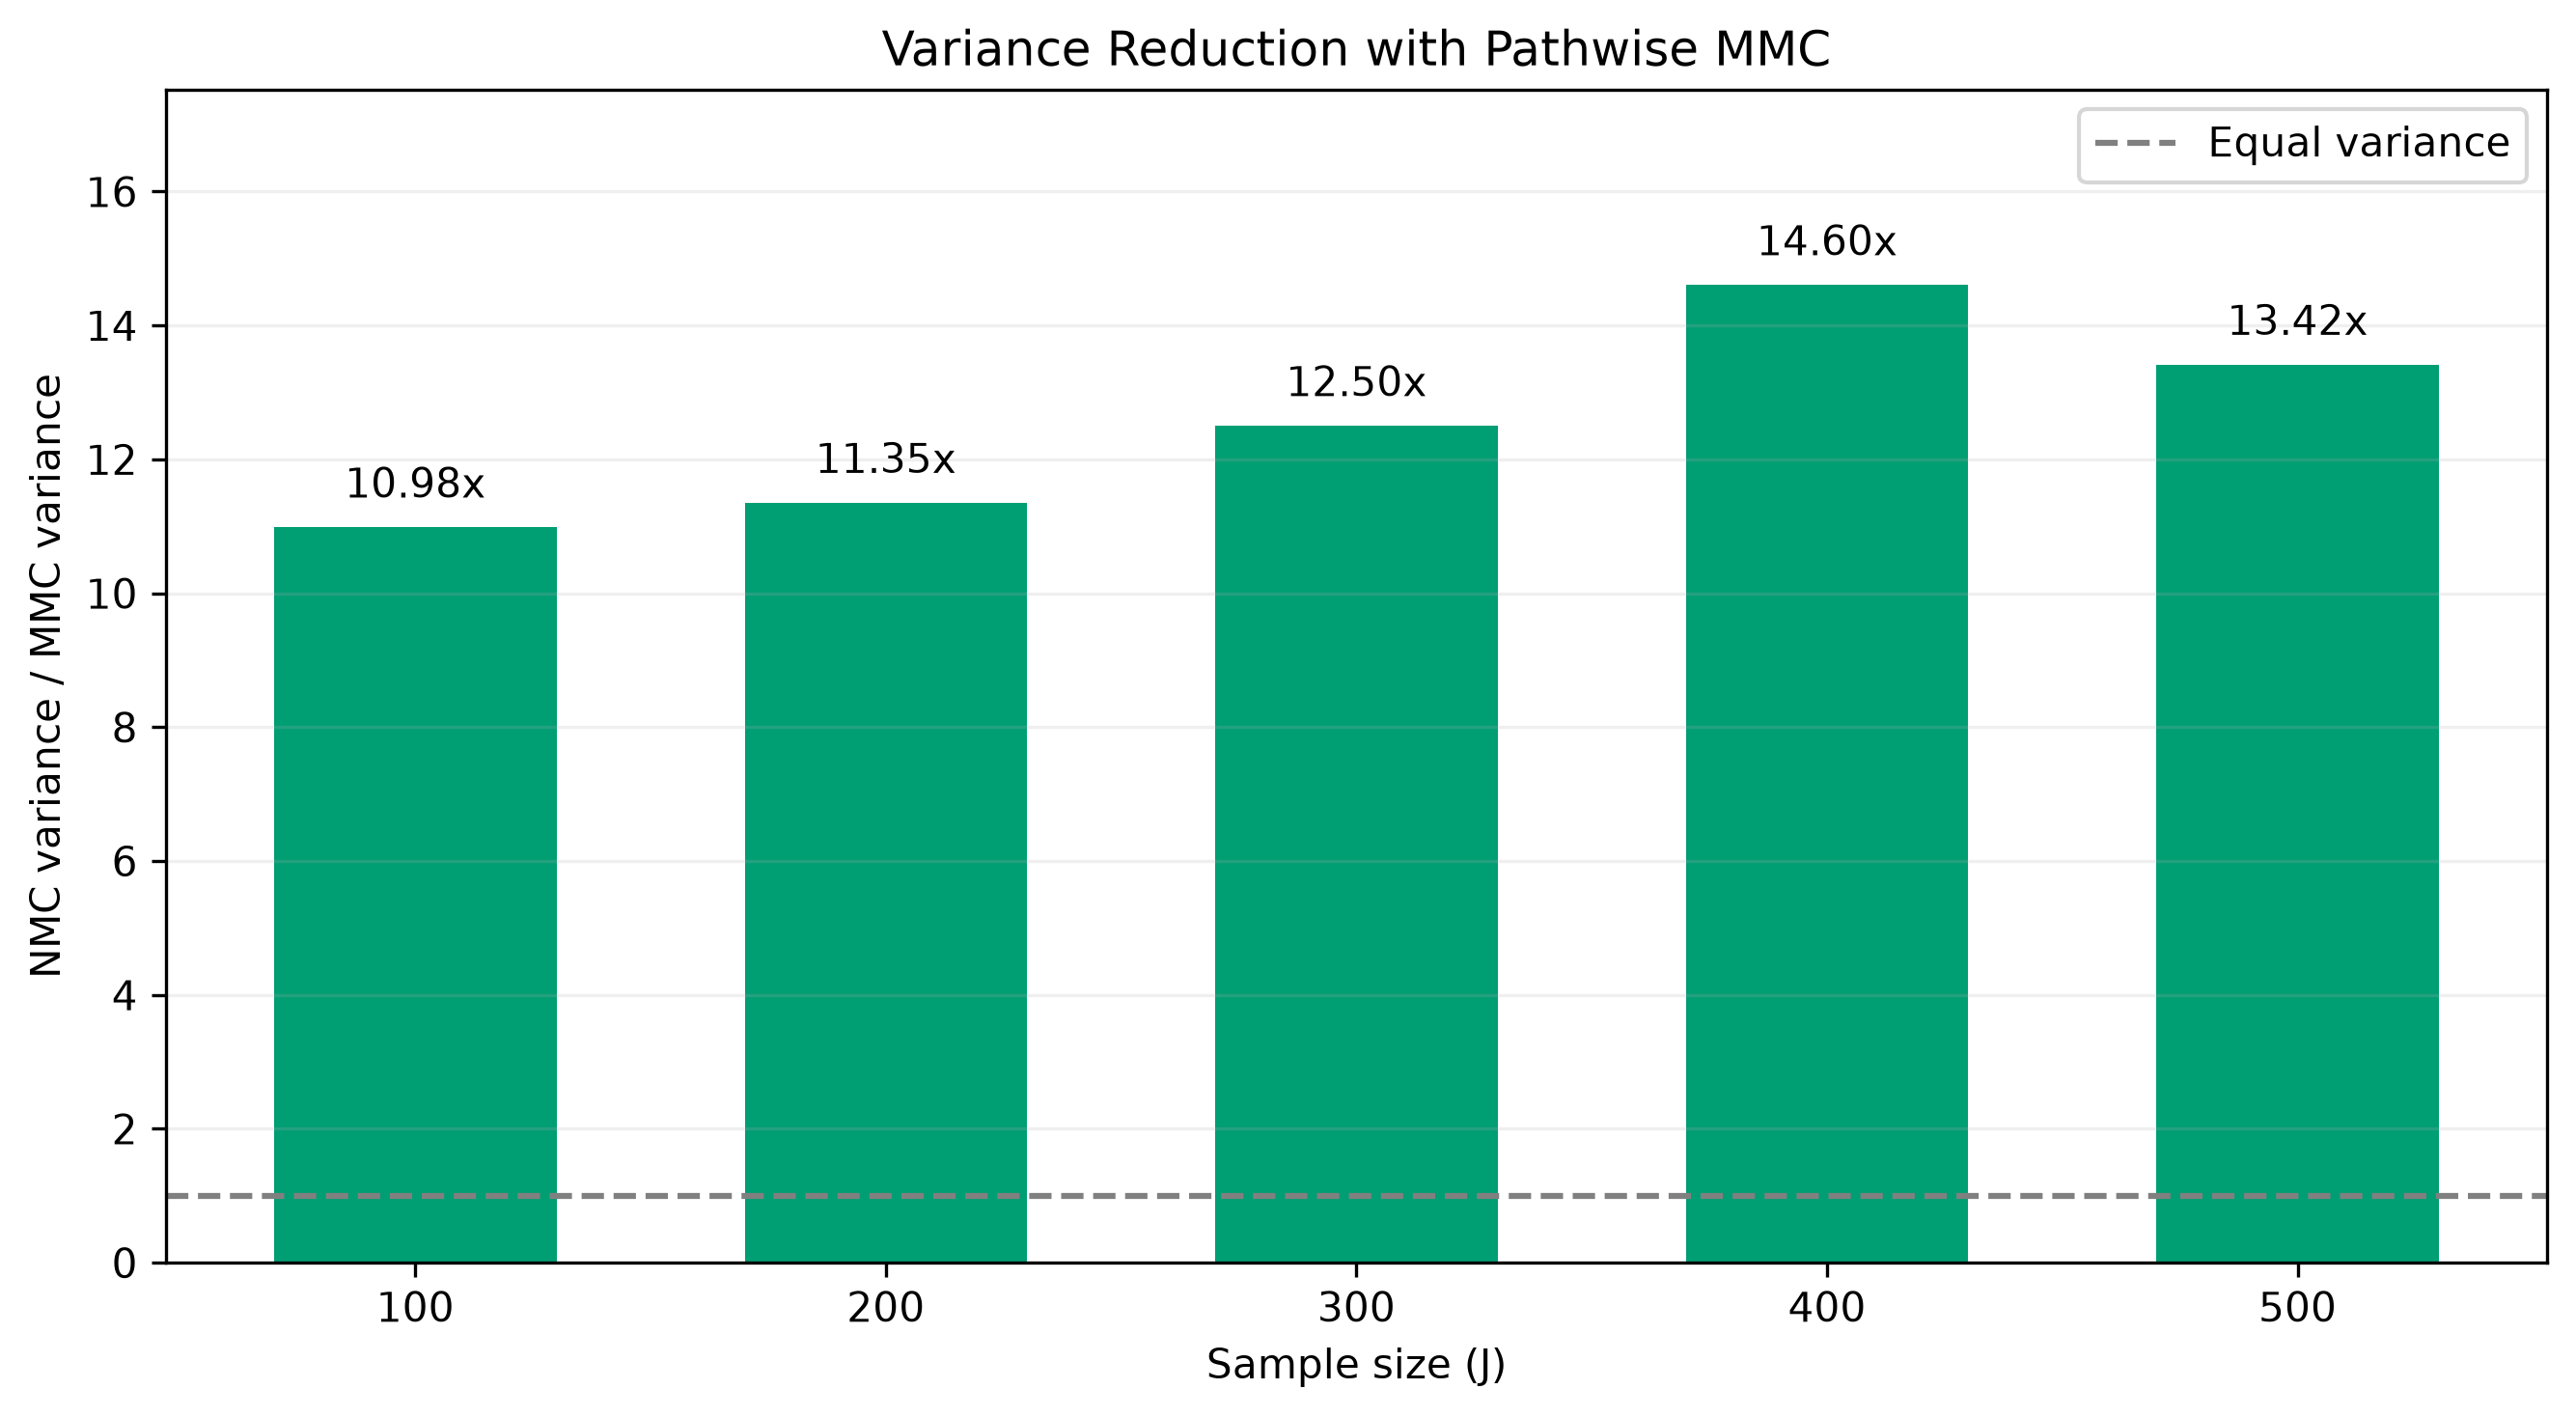 Variance Reduction with Pathwise MMC
Equal variance
NMC variance / MMC variance
16
14
12
10
8
6
4
2
0
10.98x
11.35x
12.50x
14.60x
13.42x
100
200
300
400
500
Sample size (J)